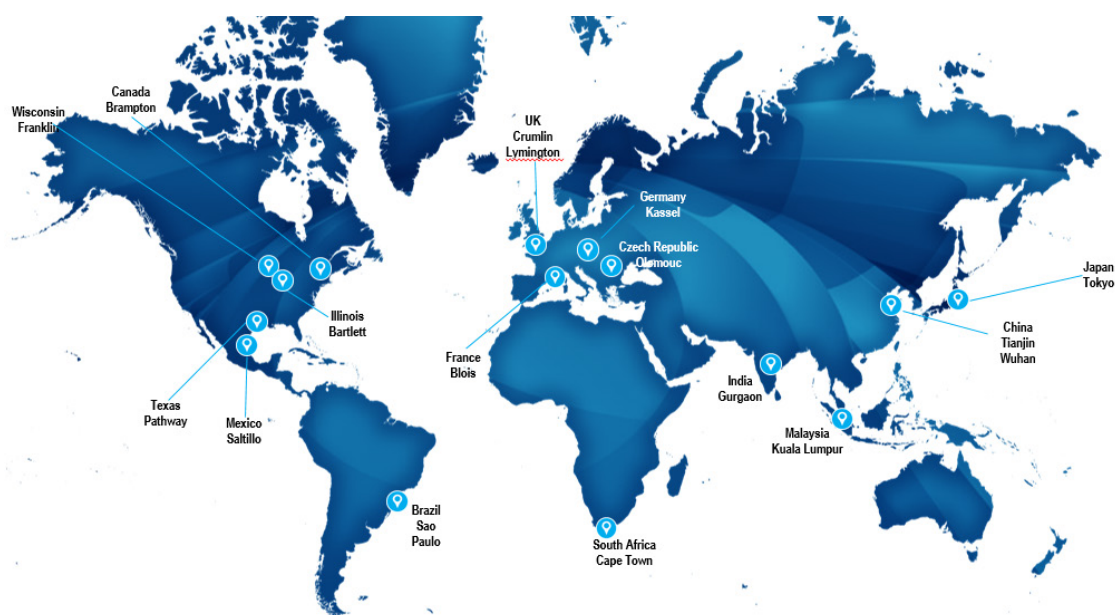 Canada
Brampton
Wisconsin
Franklin
UK
Crumlin
Lymington
Germany
Kassel
Czech Republic
Olomouc
Japan
Tokyo
Illinois
Bartlett
China
Tianjin
Wuhan
France
Blois
India
Gurgaon
Texas
Pathway
Mexico
Saltillo
Malaysia
Kuala Lumpur
Brazil
Sao
Paulo
South Africa
Cape Town